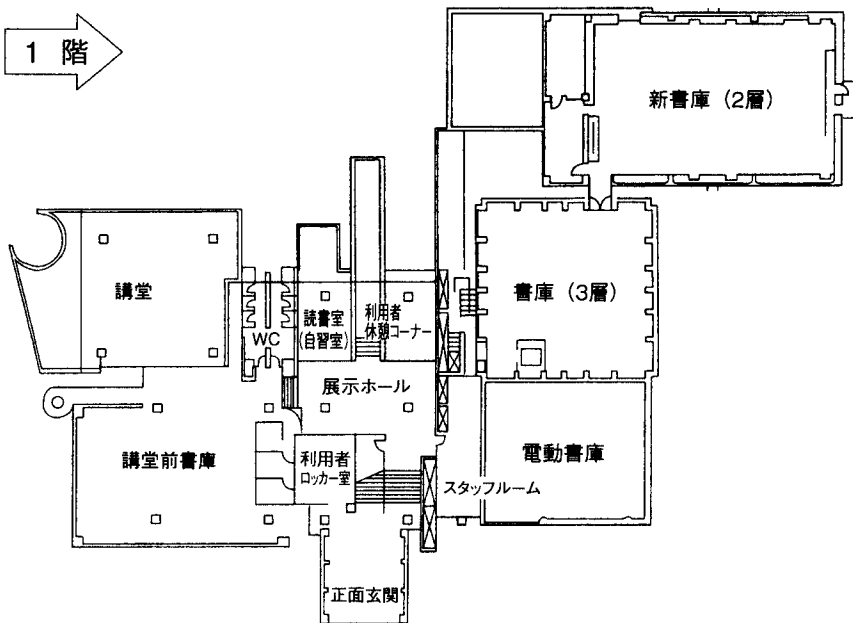 1 階
新書庫（2層）
講堂
書庫（3層）
読書室
（自習室）
利用者
休憩コーナー
WC
展示ホール
講堂前書庫
利用者
ロッカー室
電動書庫
スタッフルーム
正面玄関